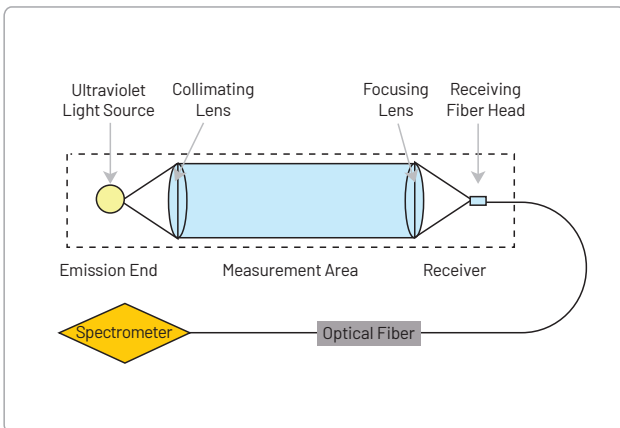 Ultraviolet
Light Source
Collimating
Lens
Focusing
Lens
Receiving
Fiber Head
Emission End
Measurement Area
Receiver
Spectrometer
Optical Fiber